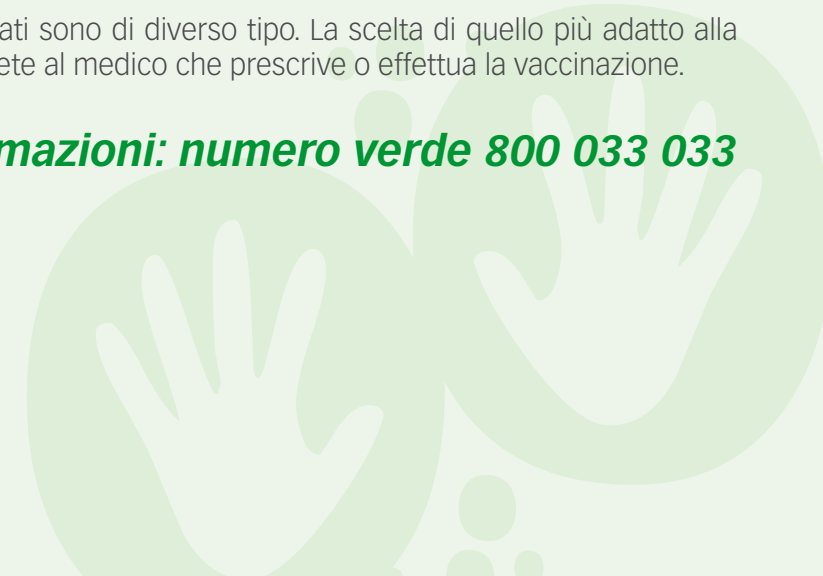 ati sono di diverso tipo. La scelta di quello più adatto alla
ete al medico che prescrive o effettua la vaccinazione.
mazioni: numero verde 800 033 033